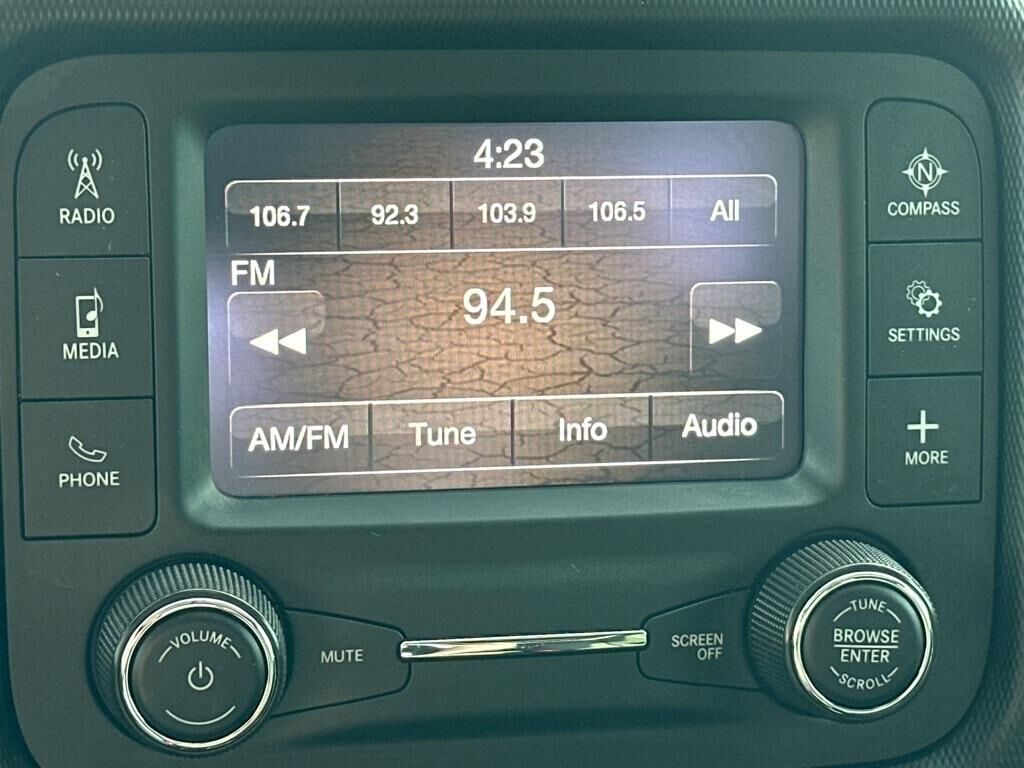 4:23
106.7 92.3 103.9 106.5 All
FM
94.5
AM/FM Tune Info Audio
RADIO
MEDIA
PHONE
N
COMPASS
SETTINGS
MORE
VOLUME
MUTE
SCREEN
OFF
TUNE
BROWSE
ENTER
SCROLL